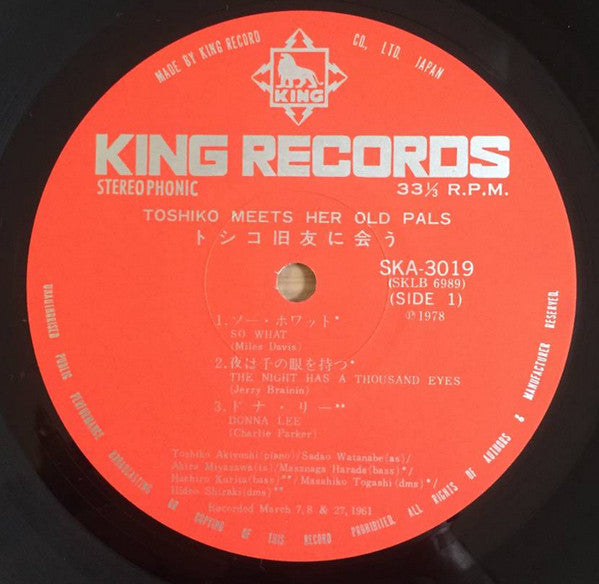 MADE BY KING RECORD CO., LTD. JAPAN
KING
KING RECORDS
STEREOPHONIC 33⅓ R.P.M.
TOSHIKO MEETS HER OLD PALS
トシコ旧友に会う
SKA-3019
(SKLB 6989)
(SIDE 1)
℗1978
1. ソー・ホワット*
SO WHAT
(Miles Davis)
2. 夜は千の眼を持つ*
THE NIGHT HAS A THOUSAND EYES
(Jerry Brainin)
3. ドナ・リー**
DONNA LEE
(Charlie Parker)
Toshiko Akiyoshi(piano)/Sadao Watanabe(as)/
Akira Miyazawa(ts)/Masanaga Harada(bass)*/
Hachiro Kurita(bass)**/Masahiko Togashi(dms)*/
Hideo Shiraki(dms)**
Recorded March 7, 8 & 27, 1961
UNAUTHORISED PUBLIC PERFORMANCE BROADCASTING OR COPYING OF THIS RECORD PROHIBITED. ALL RIGHTS OF AUTHORS & MANUFACTURER RESERVED.